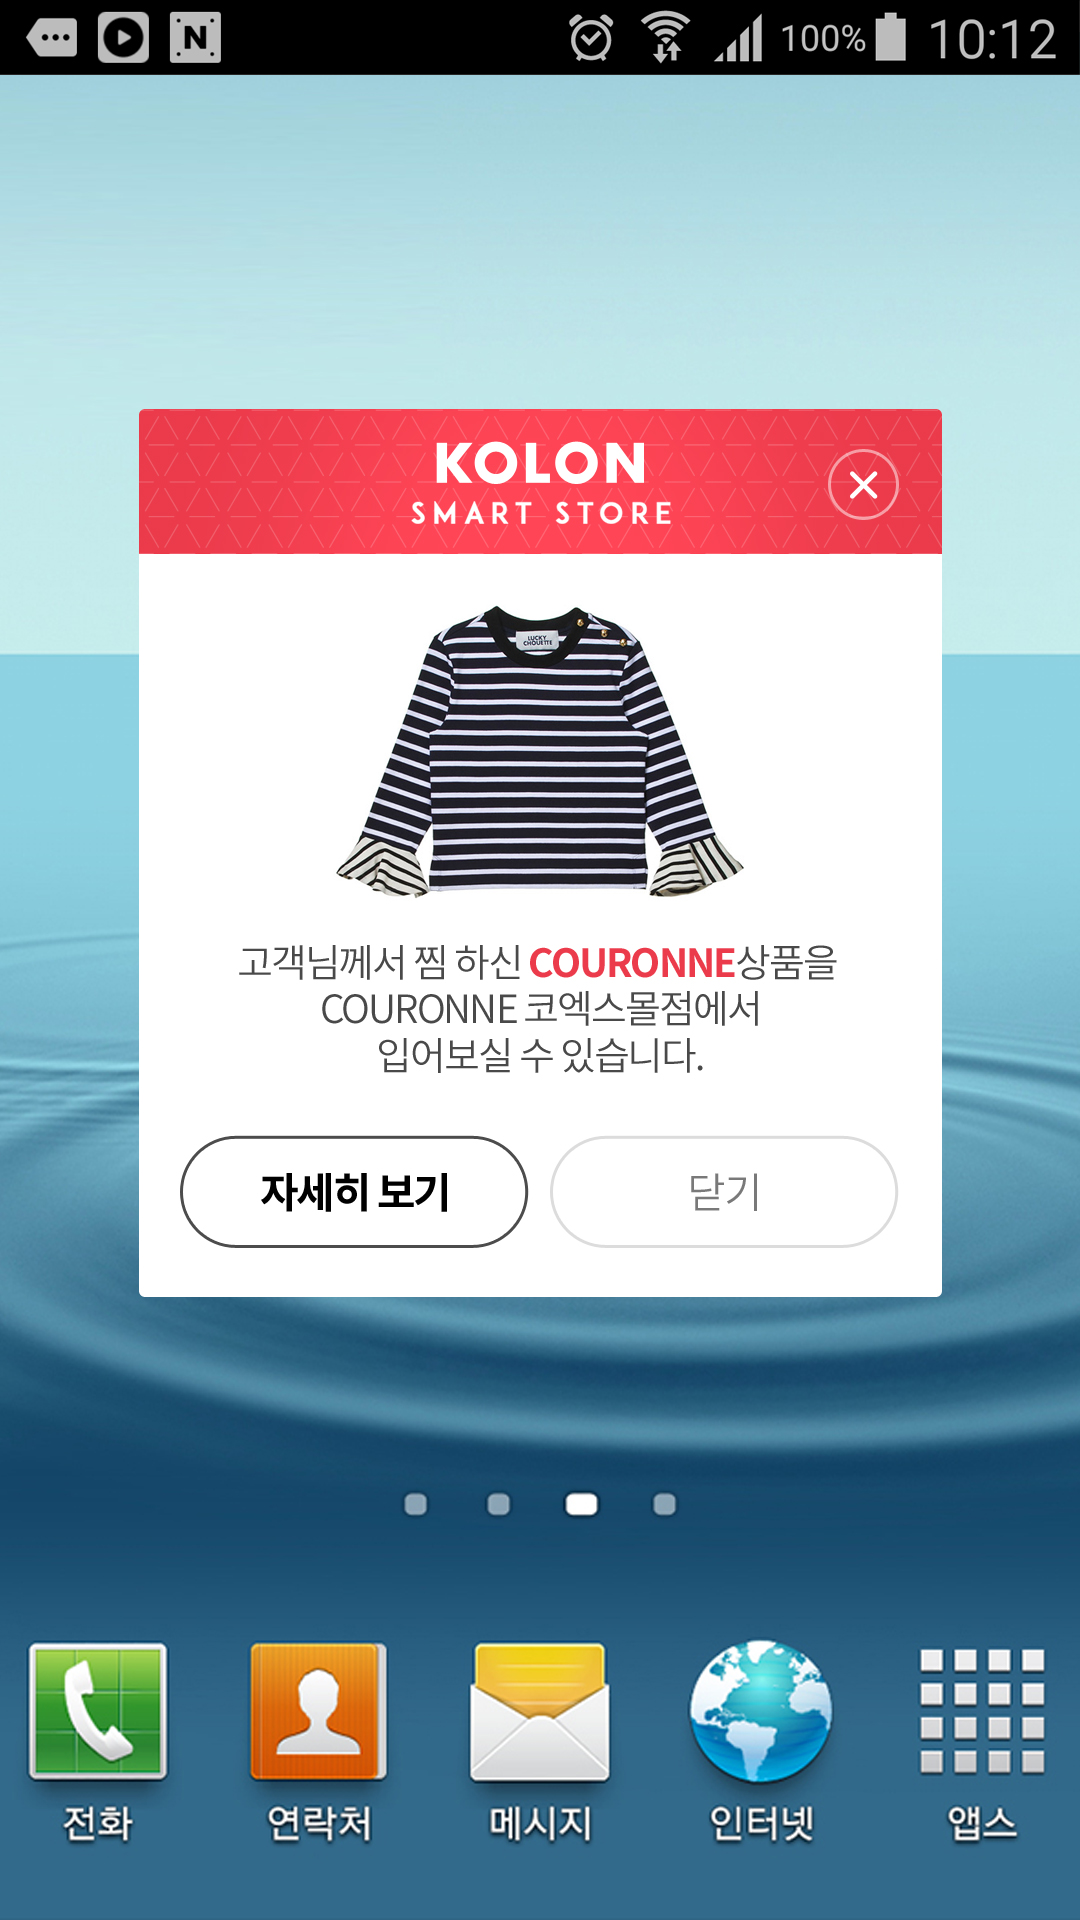 N
100% 10:12
KOLON
SMART STORE
LUCKY
CHOUETTE
고객님께서 찜 하신 COURONNE상품을
COURONNE 코엑스몰점에서
입어보실 수 있습니다.
자세히 보기 닫기
전화 연락처 메시지 인터넷 앱스